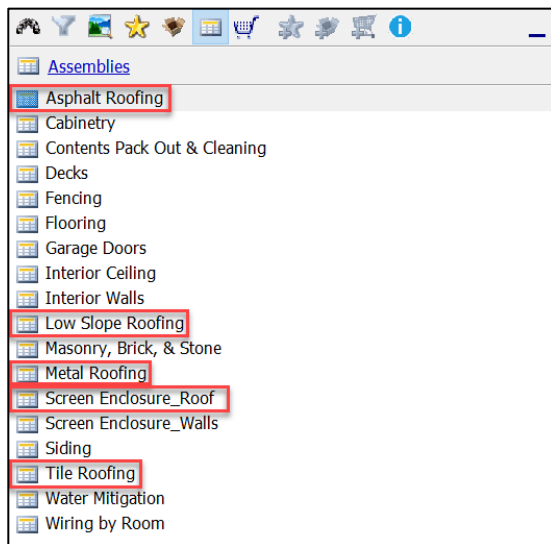 Assemblies
Asphalt Roofing
Cabinetry
Contents Pack Out & Cleaning
Decks
Fencing
Flooring
Garage Doors
Interior Ceiling
Interior Walls
Low Slope Roofing
Masonry, Brick, & Stone
Metal Roofing
Screen Enclosure_Roof
Screen Enclosure_Walls
Siding
Tile Roofing
Water Mitigation
Wiring by Room